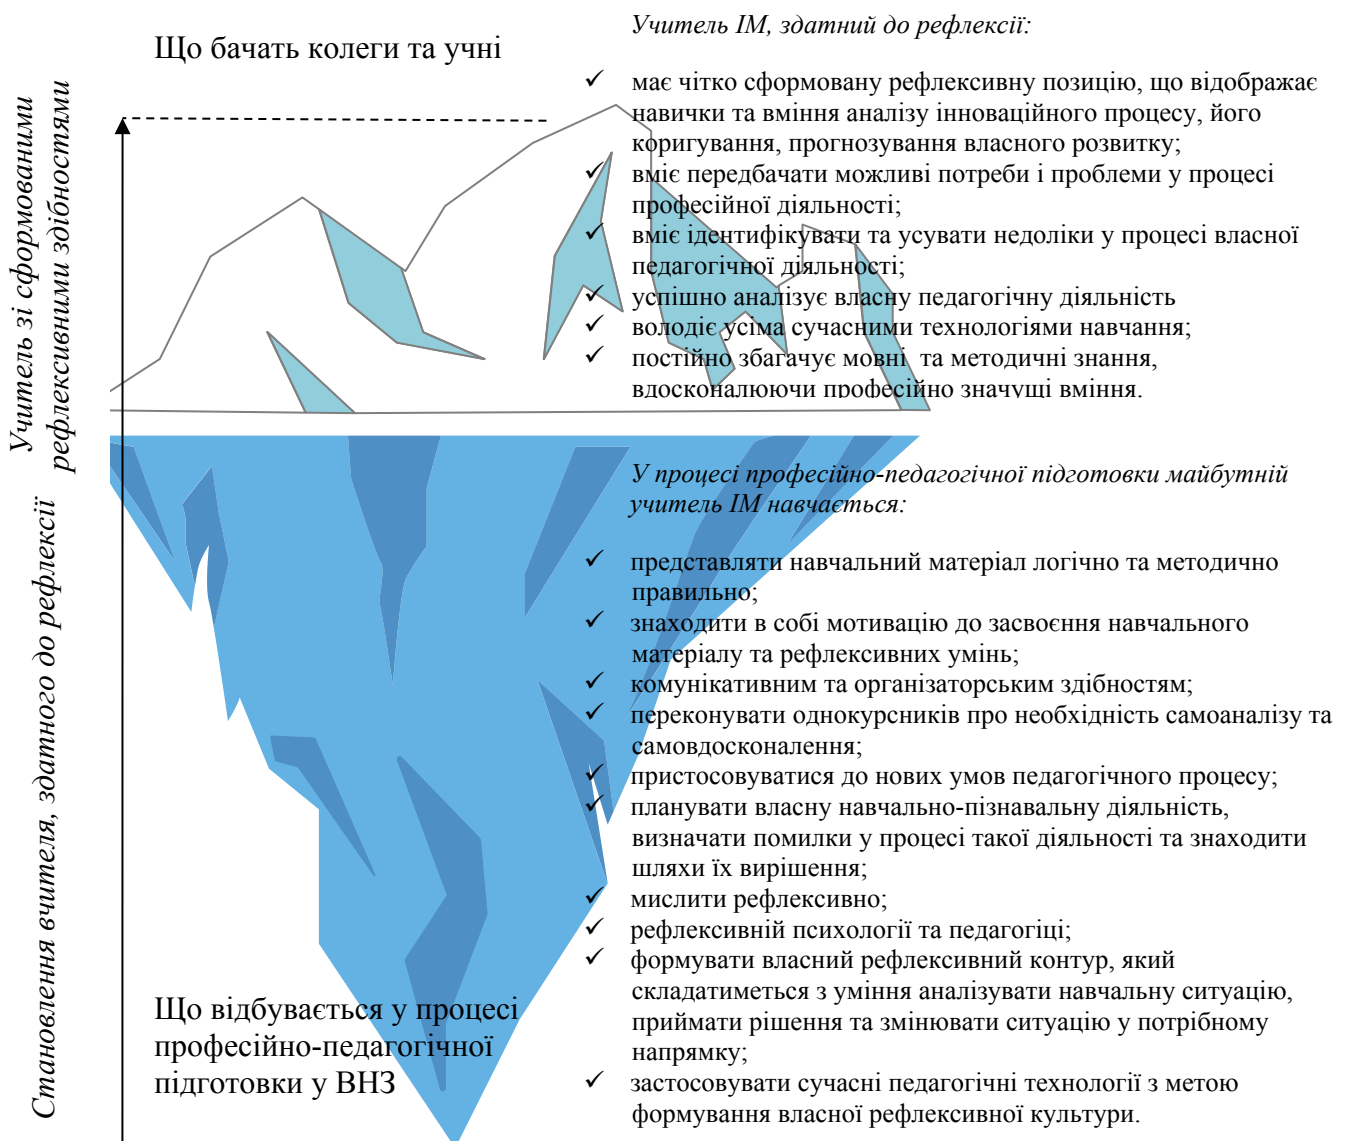 Що бачать колеги та учні
Учитель ІМ, здатний до рефлексії:
✓ має чітко сформовану рефлексивну позицію, що відображає
навички та вміння аналізу інноваційного процесу, його
коригування, прогнозування власного розвитку;
✓ вміє передбачати можливі потреби і проблеми у процесі
професійної діяльності;
✓ вміє ідентифікувати та усувати недоліки у процесі власної
педагогічної діяльності;
✓ успішно аналізує власну педагогічну діяльність
✓ володіє усіма сучасними технологіями навчання;
✓ постійно збагачує мовні та методичні знання,
вдосконалюючи професійно значущі вміння.
Учитель зі сформованими
рефлексивними здібностями
У процесі професійно-педагогічної підготовки майбутній
учитель ІМ навчається:
✓ представляти навчальний матеріал логічно та методично
правильно;
✓ знаходити в собі мотивацію до засвоєння навчального
матеріалу та рефлексивних умінь;
✓ комунікативним та організаторським здібностям;
✓ переконувати однокурсників про необхідність самоаналізу та
самовдосконалення;
✓ пристосовуватися до нових умов педагогічного процесу;
✓ планувати власну навчально-пізнавальну діяльність,
визначати помилки у процесі такої діяльності та знаходити
шляхи їх вирішення;
✓ мислити рефлексивно;
✓ рефлексивній психології та педагогіці;
✓ формувати власний рефлексивний контур, який
складатиметься з уміння аналізувати навчальну ситуацію,
приймати рішення та змінювати ситуацію у потрібному
напрямку;
✓ застосовувати сучасні педагогічні технології з метою
формування власної рефлексивної культури.
Становлення вчителя, здатного до рефлексії
Що відбувається у процесі
професійно-педагогічної
підготовки у ВНЗ